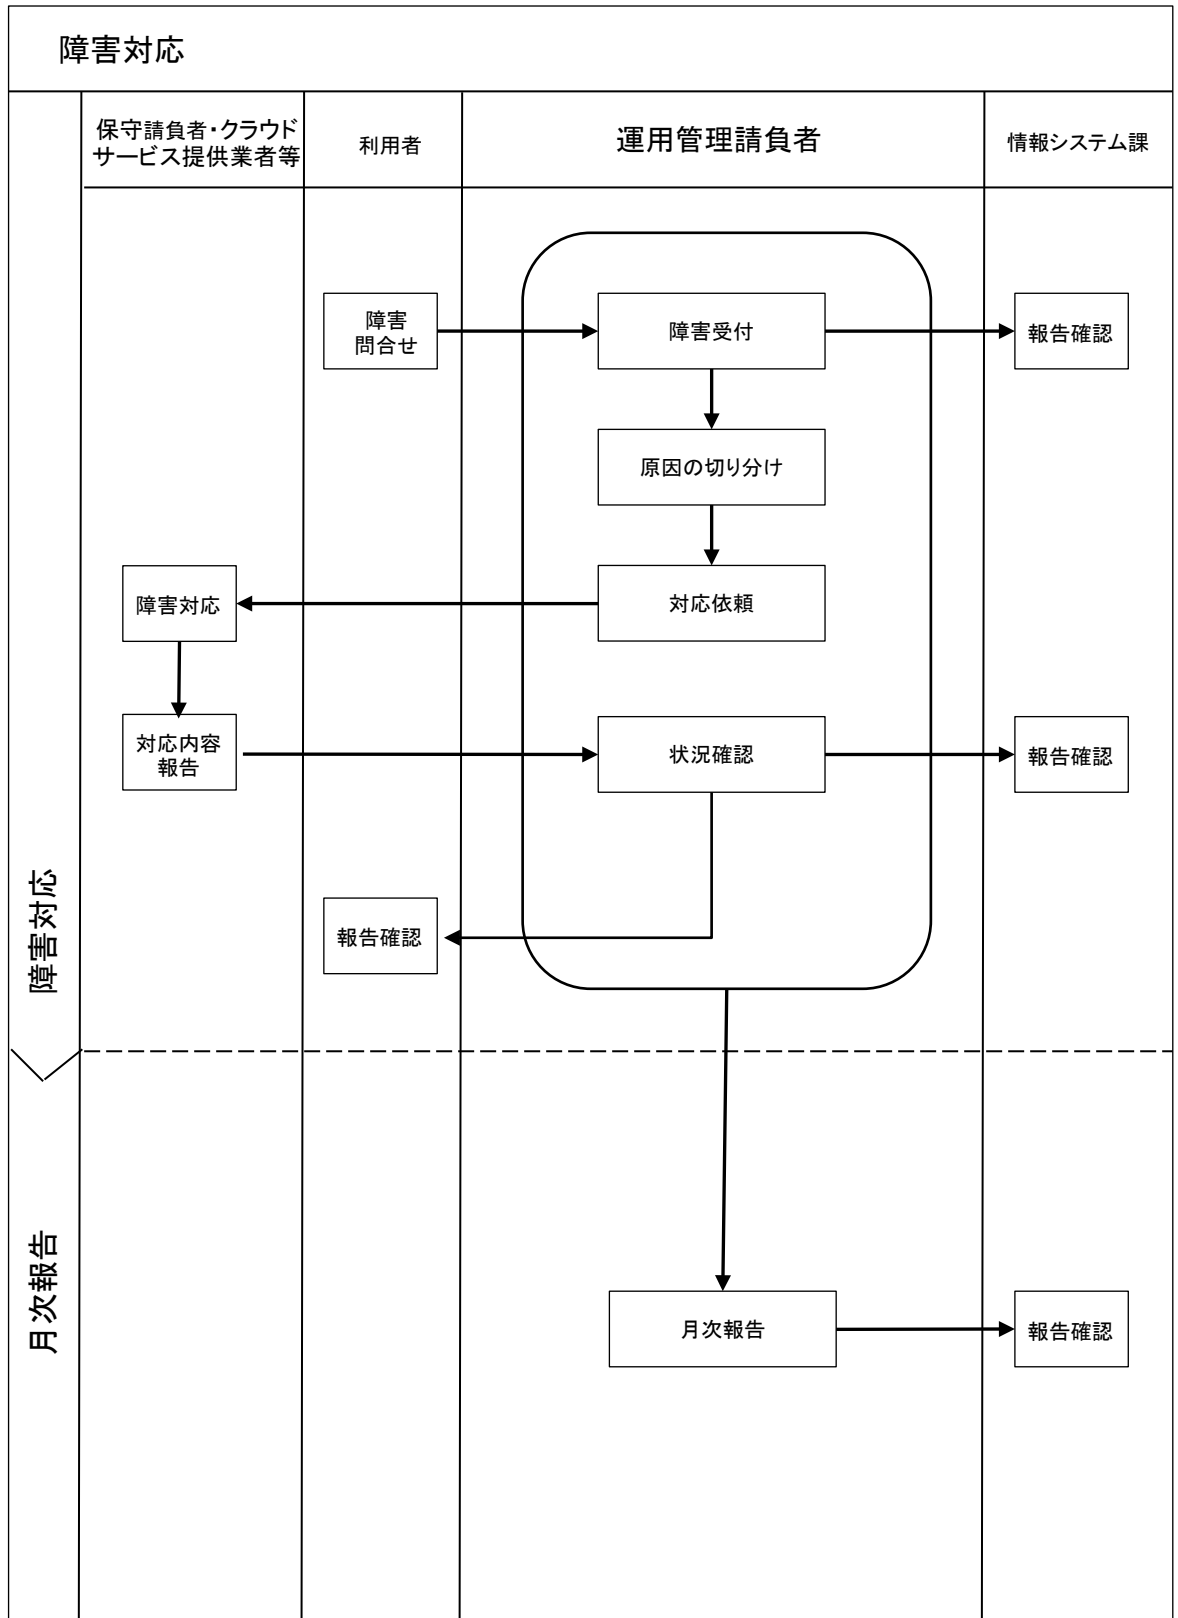 障害対応
保守請負者・クラウド
サービス提供業者等
利用者
運用管理請負者
情報システム課
障害
問合せ
障害受付
報告確認
原因の切り分け
障害対応
対応依頼
対応内容
報告
状況確認
報告確認
障害対応
報告確認
月次報告
月次報告
報告確認